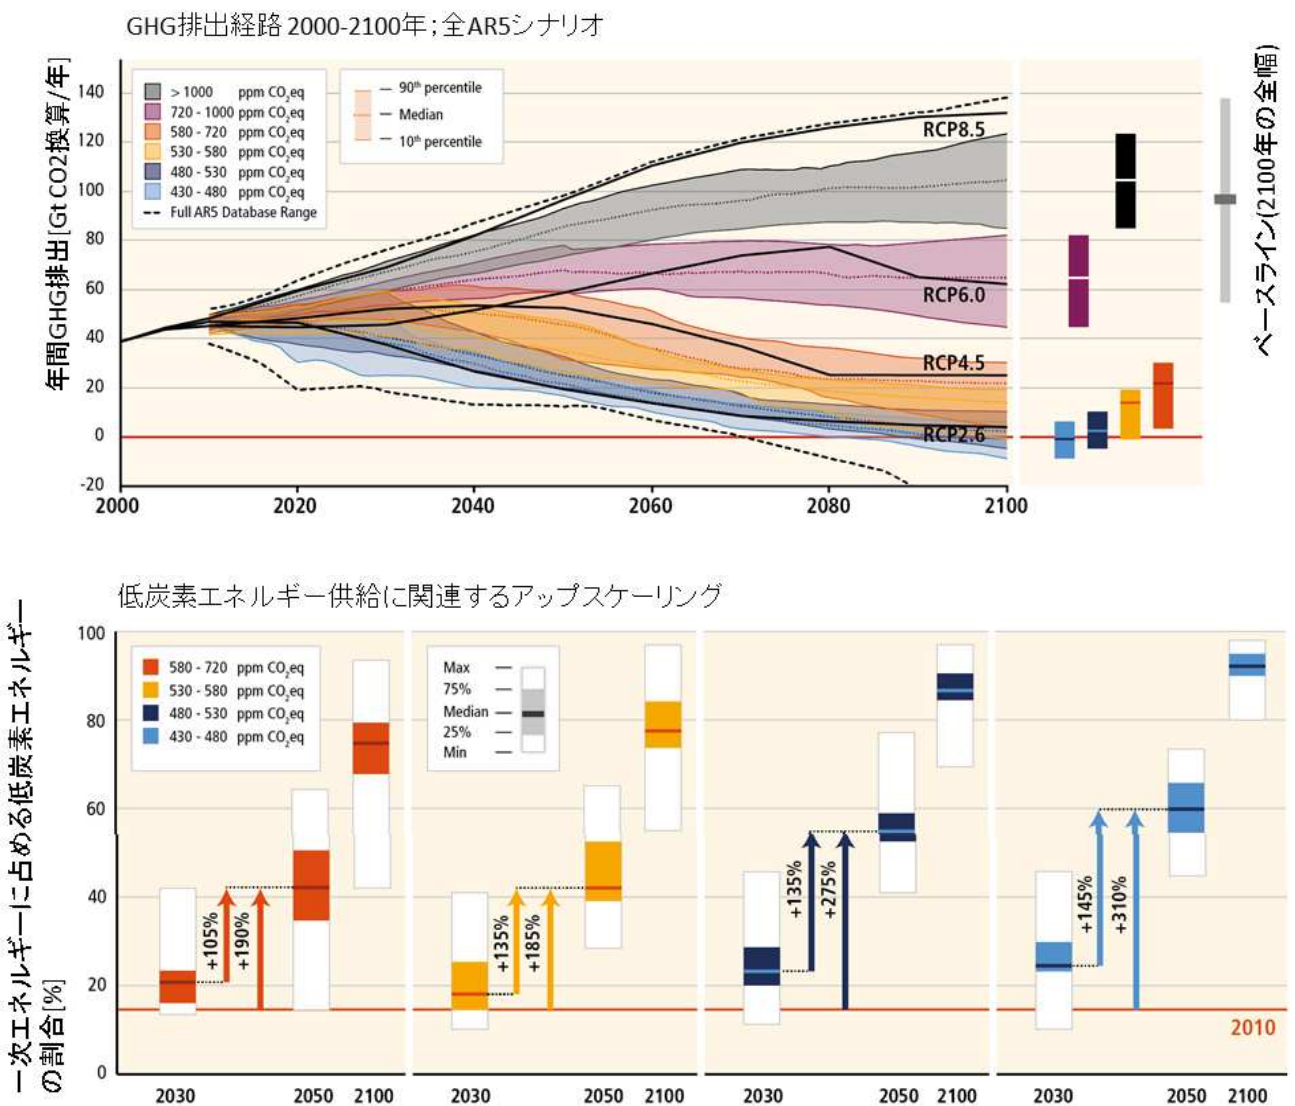 GHG排出経路 2000-2100年；全AR5シナリオ
年間GHG排出[Gt CO2換算/年]
140
120
100
80
60
40
20
0
-20
> 1000 ppm CO2eq
720 - 1000 ppm CO2eq
580 - 720 ppm CO2eq
530 - 580 ppm CO2eq
480 - 530 ppm CO2eq
430 - 480 ppm CO2eq
Full AR5 Database Range
90th percentile
Median
10th percentile
RCP8.5
RCP6.0
RCP4.5
RCP2.6
2000 2020 2040 2060 2080 2100
ベースライン(2100年の全幅)
低炭素エネルギー供給に関連するアップスケーリング
一次エネルギーに占める低炭素エネルギー
の割合[%]
100
80
60
40
20
0
580 - 720 ppm CO2eq
530 - 580 ppm CO2eq
480 - 530 ppm CO2eq
430 - 480 ppm CO2eq
Max
75%
Median
25%
Min
+105%
+190%
+135%
+185%
+135%
+275%
+145%
+310%
2010
2030 2050 2100 2030 2050 2100 2030 2050 2100 2030 2050 2100